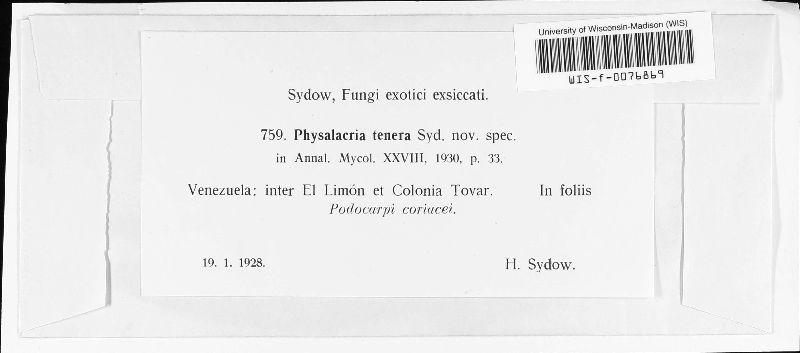 University of Wisconsin-Madison (WIS)
WIS-f-0076869
Sydow, Fungi exotici exsiccati.
759. Physalacria tenera Syd. nov. spec.
in Annal. Mycol. XXVIII, 1930, p. 33.
Venezuela: inter El Limón et Colonia Tovar. In foliis
Podocarpi coriacei.
19. 1. 1928. H. Sydow.